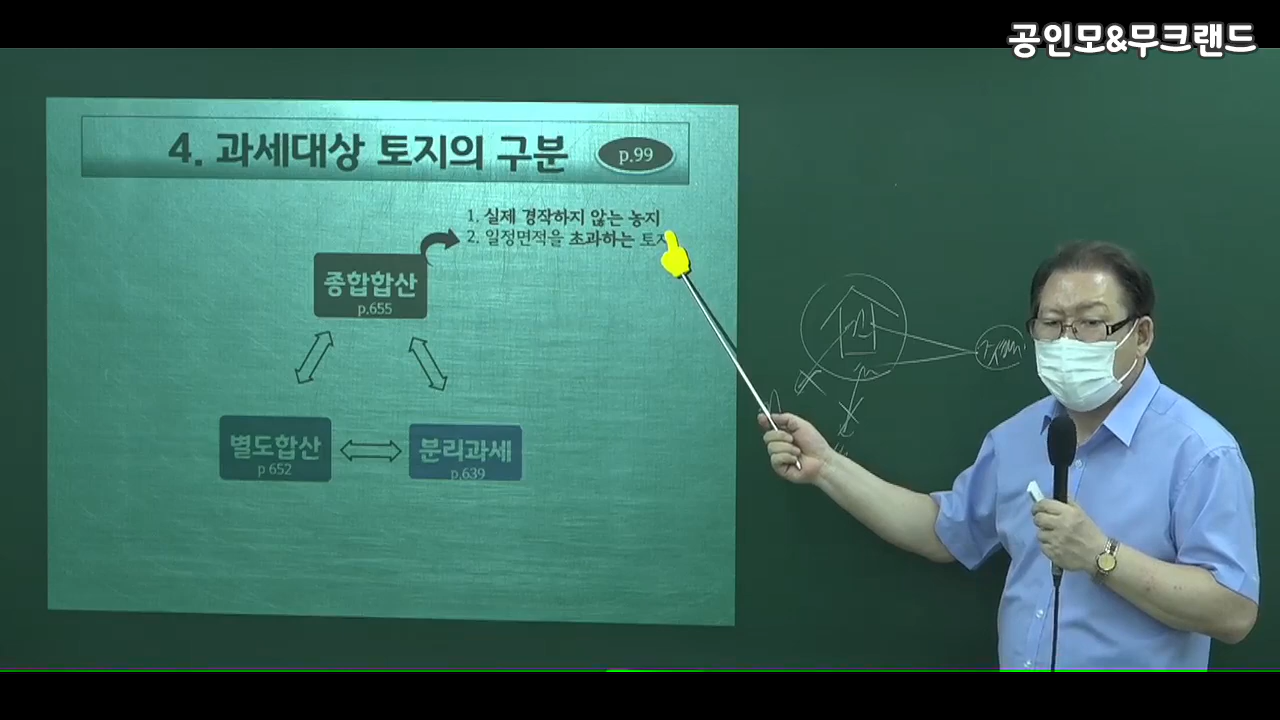 공인모&무크랜드
4. 과세대상 토지의 구분 p.99
1. 실제 경작하지 않는 농지
2. 일정면적을 초과하는 토지
종합합산
p.655
별도합산
p 652
분리과세
p.639